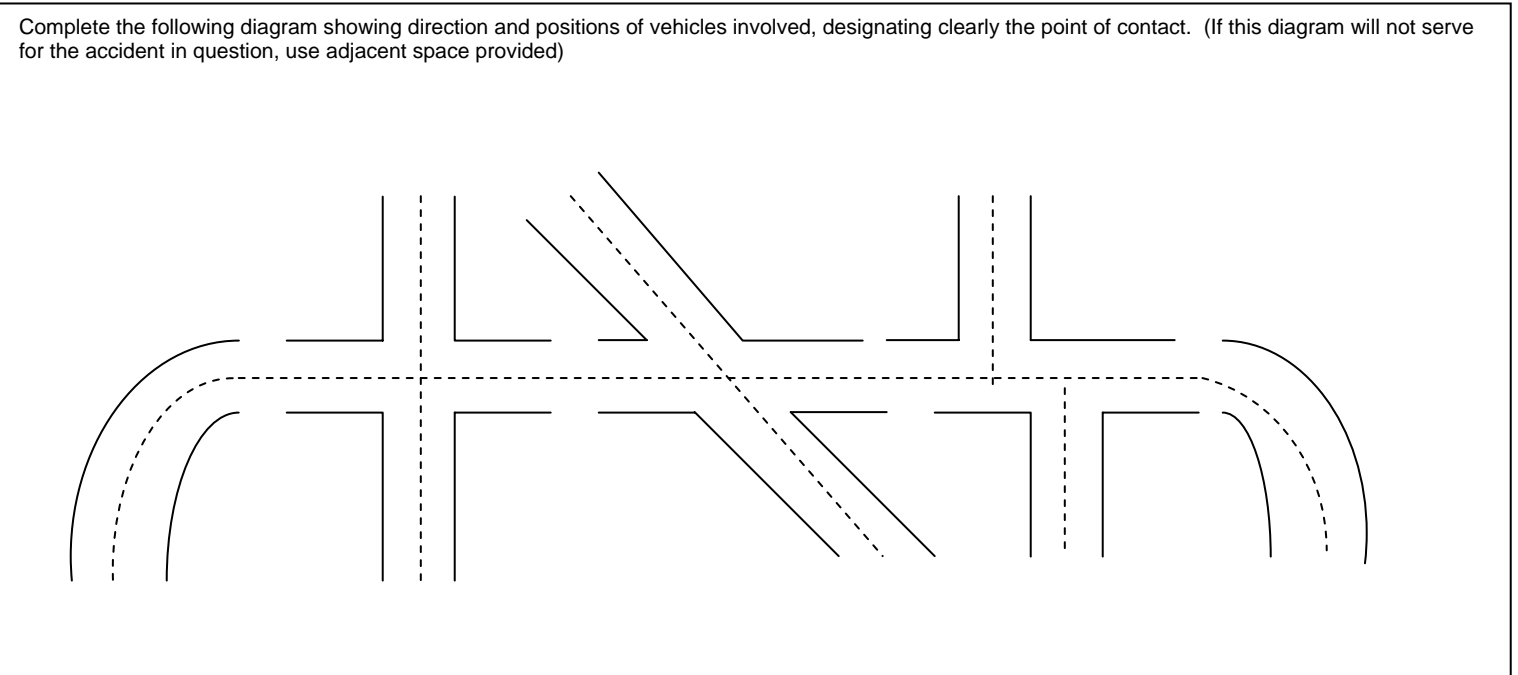 Complete the following diagram showing direction and positions of vehicles involved, designating clearly the point of contact.  (If this diagram will not serve
for the accident in question, use adjacent space provided)